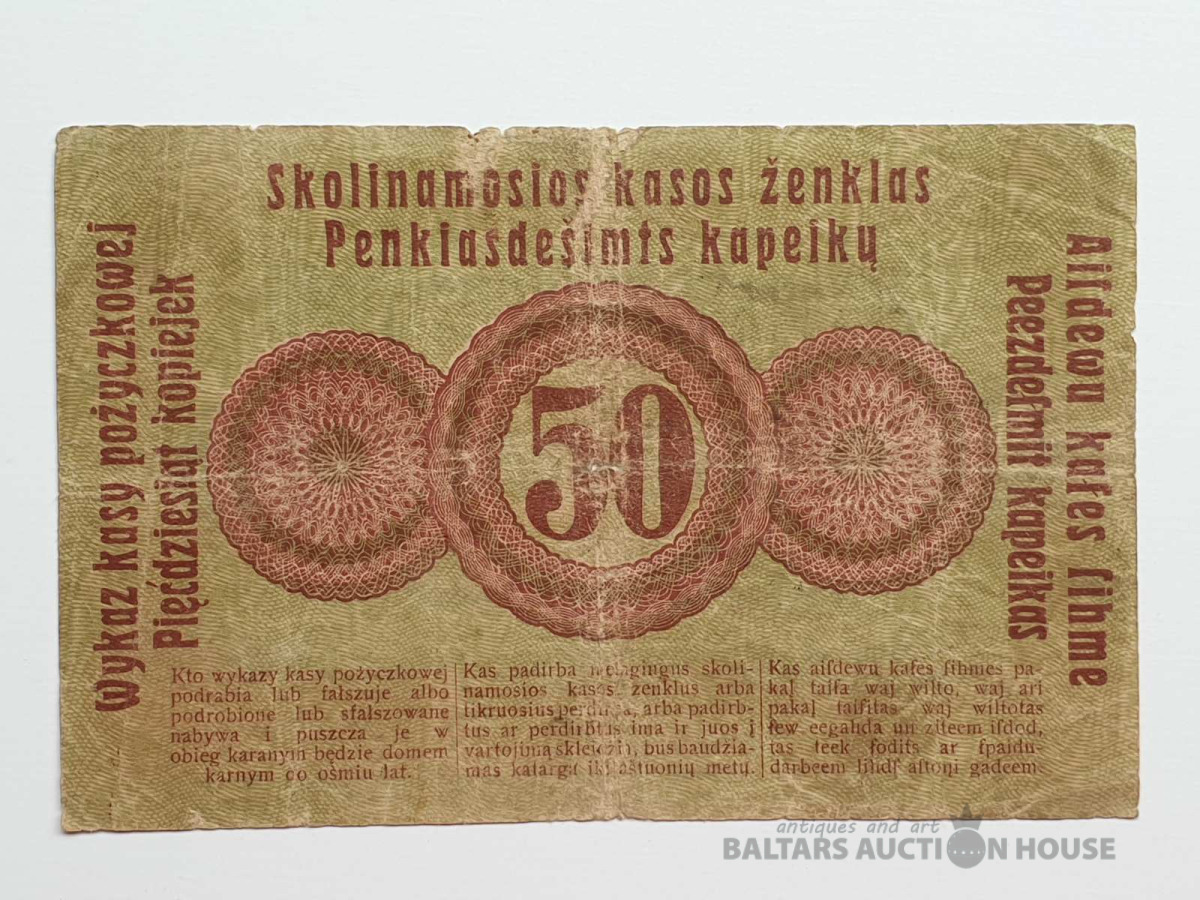 Skolinamosios kasos ženklas
Penkiasdešimts kapeikų
Wykaz kasy pożyczkowej
Pięćdziesiąt kopiejek
Aiſdewu kaſes ſihme
Peezdeſmit kapeikas
50
Kto wykazy kasy pożyczkowej
podrabia lub fałszuje albo
podrobione lub sfałszowane
nabywa i puszcza je w
obieg karanym będzie domem
karnym do ośmiu lat.
Kas padirba nelagingus skoli-
namosios kasos ženklus arba
tikruosius perdirba, arba padirb-
tus ar perdirbtus ima ir juos į
vartojimą skleidžia, bus baudžia-
mas katarga iki aštuonių metų.
Kas aiſdewu kaſes ſihmes pa-
kaļ taiſa waj wilto, waj ari
pakaļ taiſitas waj wiltotas
ſew eegahda un ziteem iſdod,
tas teek ſodits ar ſpaidu-
darbeem lihdſ aſtoņi gadeem.
antiques and art
BALTARS AUCTION HOUSE